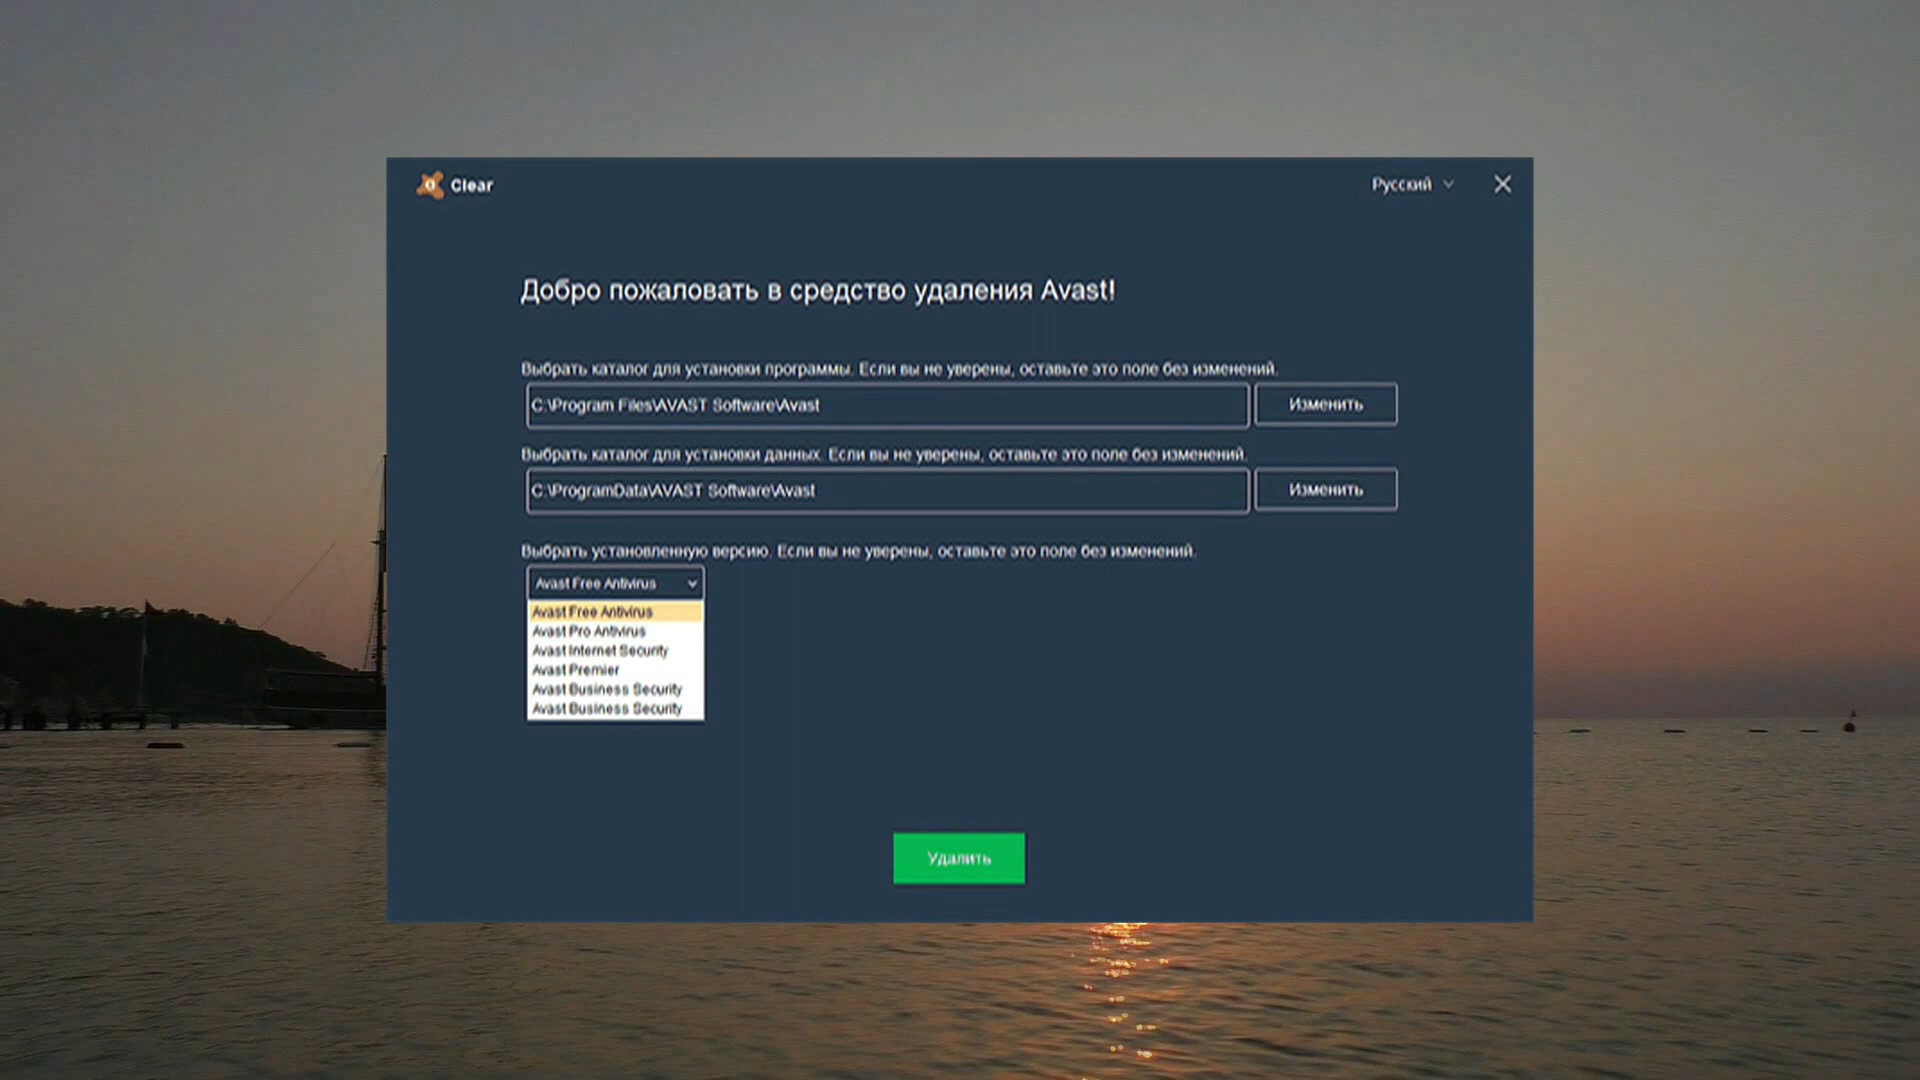 Clear
Русский
Добро пожаловать в средство удаления Avast!
Выбрать каталог для установки программы. Если вы не уверены, оставьте это поле без изменений.
C:\Program Files\AVAST Software\Avast
Изменить
Выбрать каталог для установки данных. Если вы не уверены, оставьте это поле без изменений.
C:\ProgramData\AVAST Software\Avast
Изменить
Выбрать установленную версию. Если вы не уверены, оставьте это поле без изменений.
Avast Free Antivirus
Avast Free Antivirus
Avast Pro Antivirus
Avast Internet Security
Avast Premier
Avast Business Security
Avast Business Security
Удалить